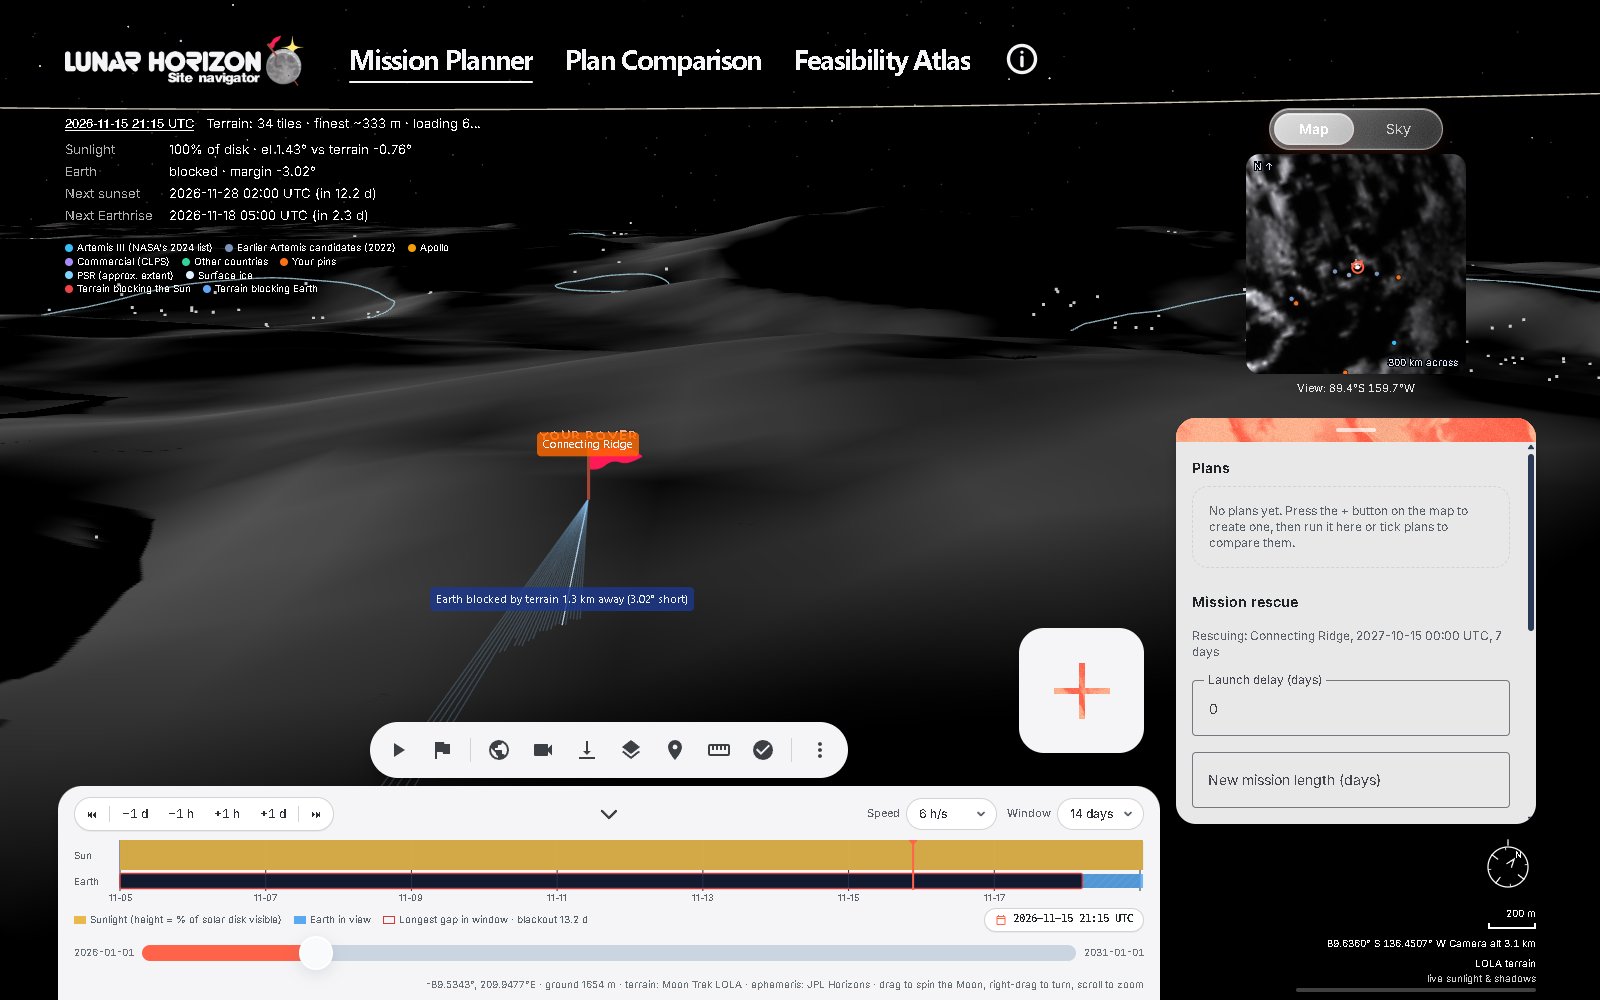 LUNAR HORIZON
Site navigator
Mission Planner
Plan Comparison
Feasibility Atlas
2026-11-15 21:15 UTC Terrain: 34 tiles · finest ~333 m · loading 6...
Sunlight 100% of disk · el.1.43° vs terrain -0.76°
Earth blocked · margin -3.02°
Next sunset 2026-11-28 02:00 UTC (in 12.2 d)
Next Earthrise 2026-11-18 05:00 UTC (in 2.3 d)
Artemis III (NASA's 2024 list) Earlier Artemis candidates (2022) Apollo
Commercial (CLPS) Other countries Your pins
PSR (approx. extent) Surface ice
Terrain blocking the Sun Terrain blocking Earth
Map Sky
N ↑
300 km across
View: 89.4°S 159.7°W
YOUR ROVER
Connecting Ridge
Earth blocked by terrain 1.3 km away (3.02° short)
Plans
No plans yet. Press the + button on the map to
create one, then run it here or tick plans to
compare them.
Mission rescue
Rescuing: Connecting Ridge, 2027-10-15 00:00 UTC, 7
days
Launch delay (days)
0
New mission length (days)
−1 d −1 h +1 h +1 d
Speed 6 h/s Window 14 days
Sun
Earth
11-05 11-07 11-09 11-11 11-13 11-15 11-17
Sunlight (height = % of solar disk visible) Earth in view Longest gap in window · blackout 13.2 d
2026-11-15 21:15 UTC
2026-01-01 2031-01-01
-89.5343°, 209.9477°E · ground 1654 m · terrain: Moon Trek LOLA · ephemeris: JPL Horizons · drag to spin the Moon, right-drag to turn, scroll to zoom
N
200 m
89.6360° S 136.4507° W Camera alt 3.1 km
LOLA terrain
live sunlight & shadows